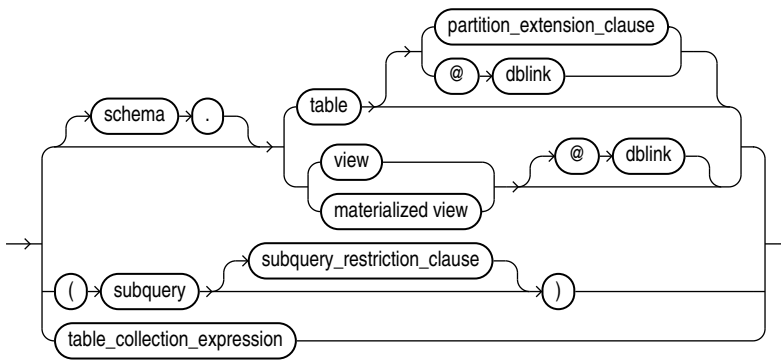 partition_extension_clause
@ dblink
schema .
table
view
@ dblink
materialized view
subquery_restriction_clause
( subquery )
table_collection_expression